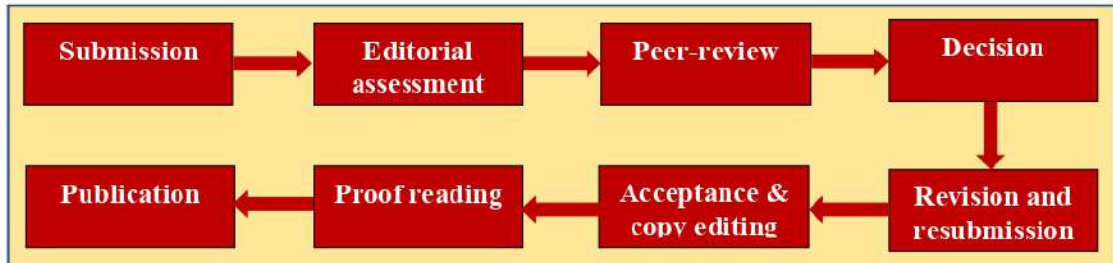 Submission
Editorial
assessment
Peer-review
Decision
Revision and
resubmission
Acceptance &
copy editing
Proof reading
Publication